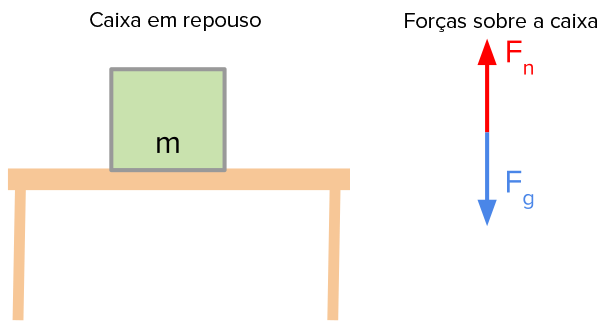 Caixa em repouso
Forças sobre a caixa
m
Fn
Fg